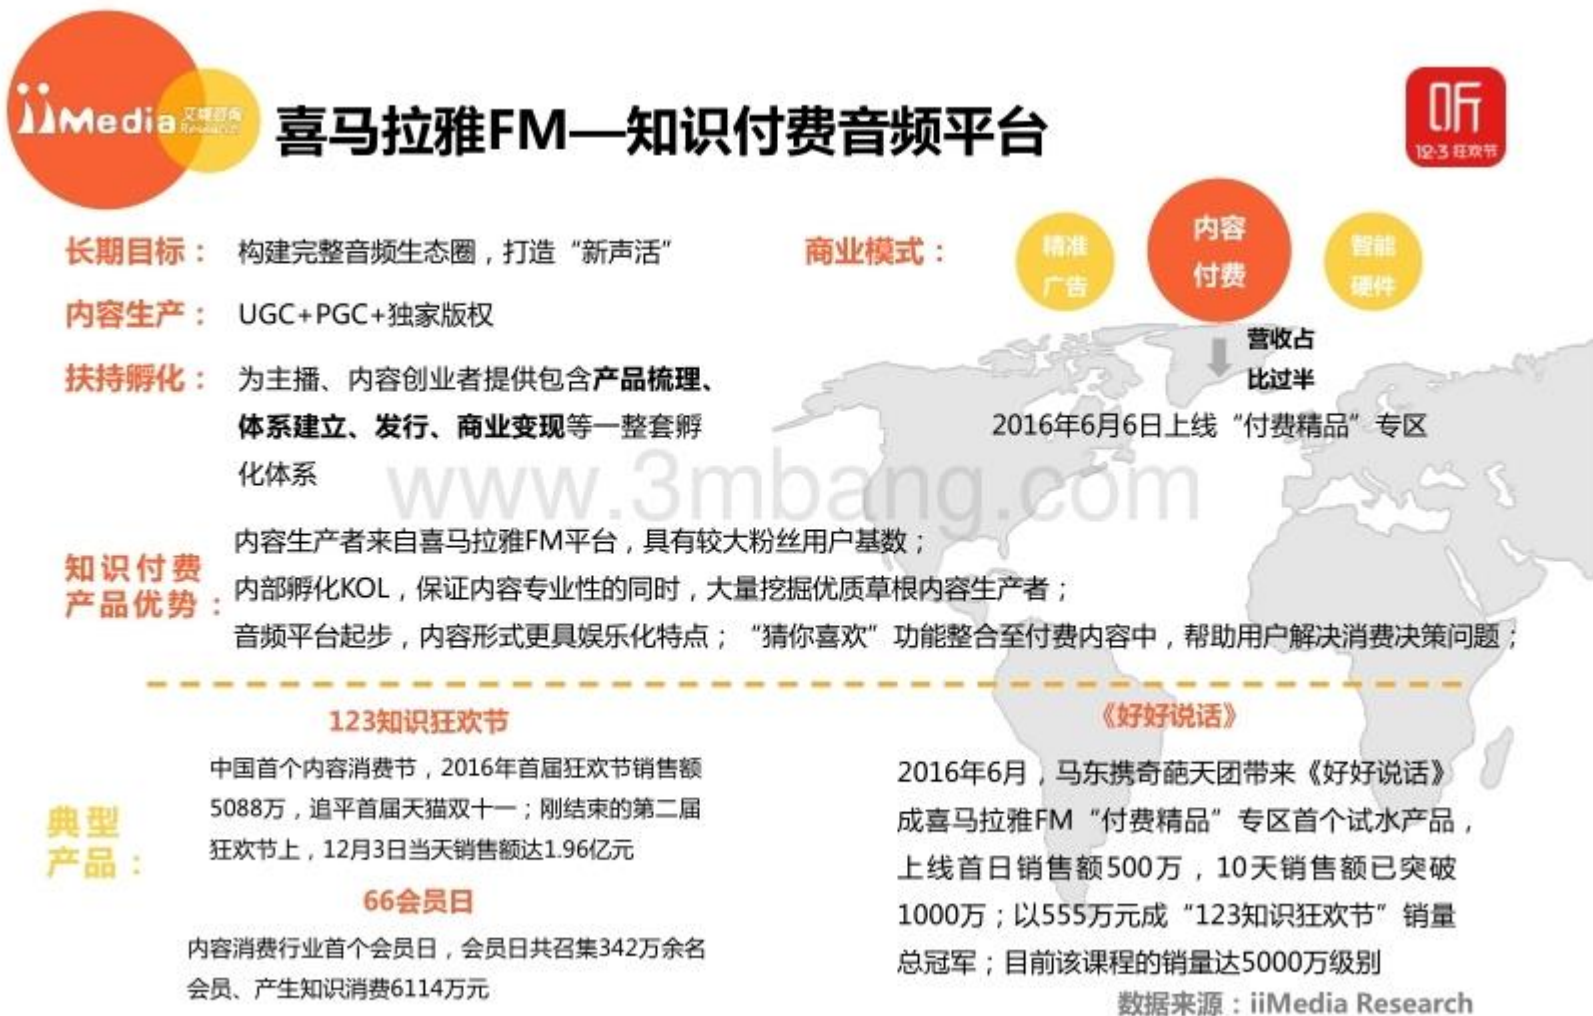 iiMedia 艾媒咨询
Research
喜马拉雅FM—知识付费音频平台
听
12·3 狂欢节
长期目标： 构建完整音频生态圈，打造“新声活”
内容生产： UGC+PGC+独家版权
扶持孵化： 为主播、内容创业者提供包含产品梳理、
体系建立、发行、商业变现等一整套孵
化体系
商业模式：
精准
广告
内容
付费
智能
硬件
营收占
比过半
2016年6月6日上线“付费精品”专区
www.3mbang.com
知识付费
产品优势：
内容生产者来自喜马拉雅FM平台，具有较大粉丝用户基数；
内部孵化KOL，保证内容专业性的同时，大量挖掘优质草根内容生产者；
音频平台起步，内容形式更具娱乐化特点；“猜你喜欢”功能整合至付费内容中，帮助用户解决消费决策问题；
典型
产品：
123知识狂欢节
中国首个内容消费节，2016年首届狂欢节销售额
5088万，追平首届天猫双十一；刚结束的第二届
狂欢节上，12月3日当天销售额达1.96亿元
66会员日
内容消费行业首个会员日，会员日共召集342万余名
会员、产生知识消费6114万元
《好好说话》
2016年6月，马东携奇葩天团带来《好好说话》
成喜马拉雅FM“付费精品”专区首个试水产品，
上线首日销售额500万，10天销售额已突破
1000万；以555万元成“123知识狂欢节”销量
总冠军；目前该课程的销量达5000万级别
数据来源：iiMedia Research